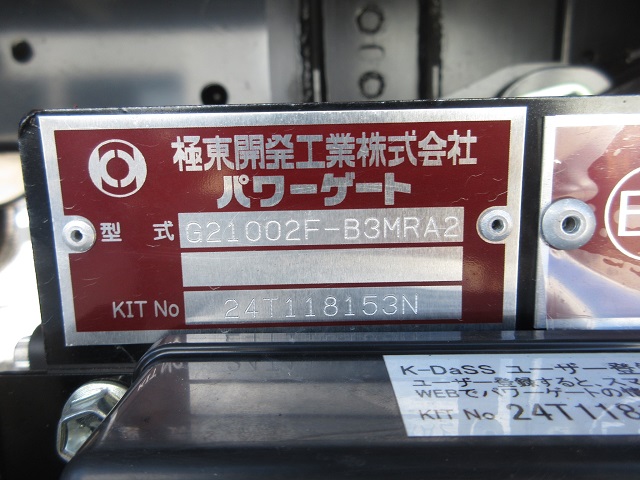 極東開発工業株式会社
パワーゲート
型式 G21002F-B3MRA2
KIT No 24T118153N
K-DaSS ユーザー登
ユーザー登録すると、ス
WEBでパワーゲートの
KIT No 24T118